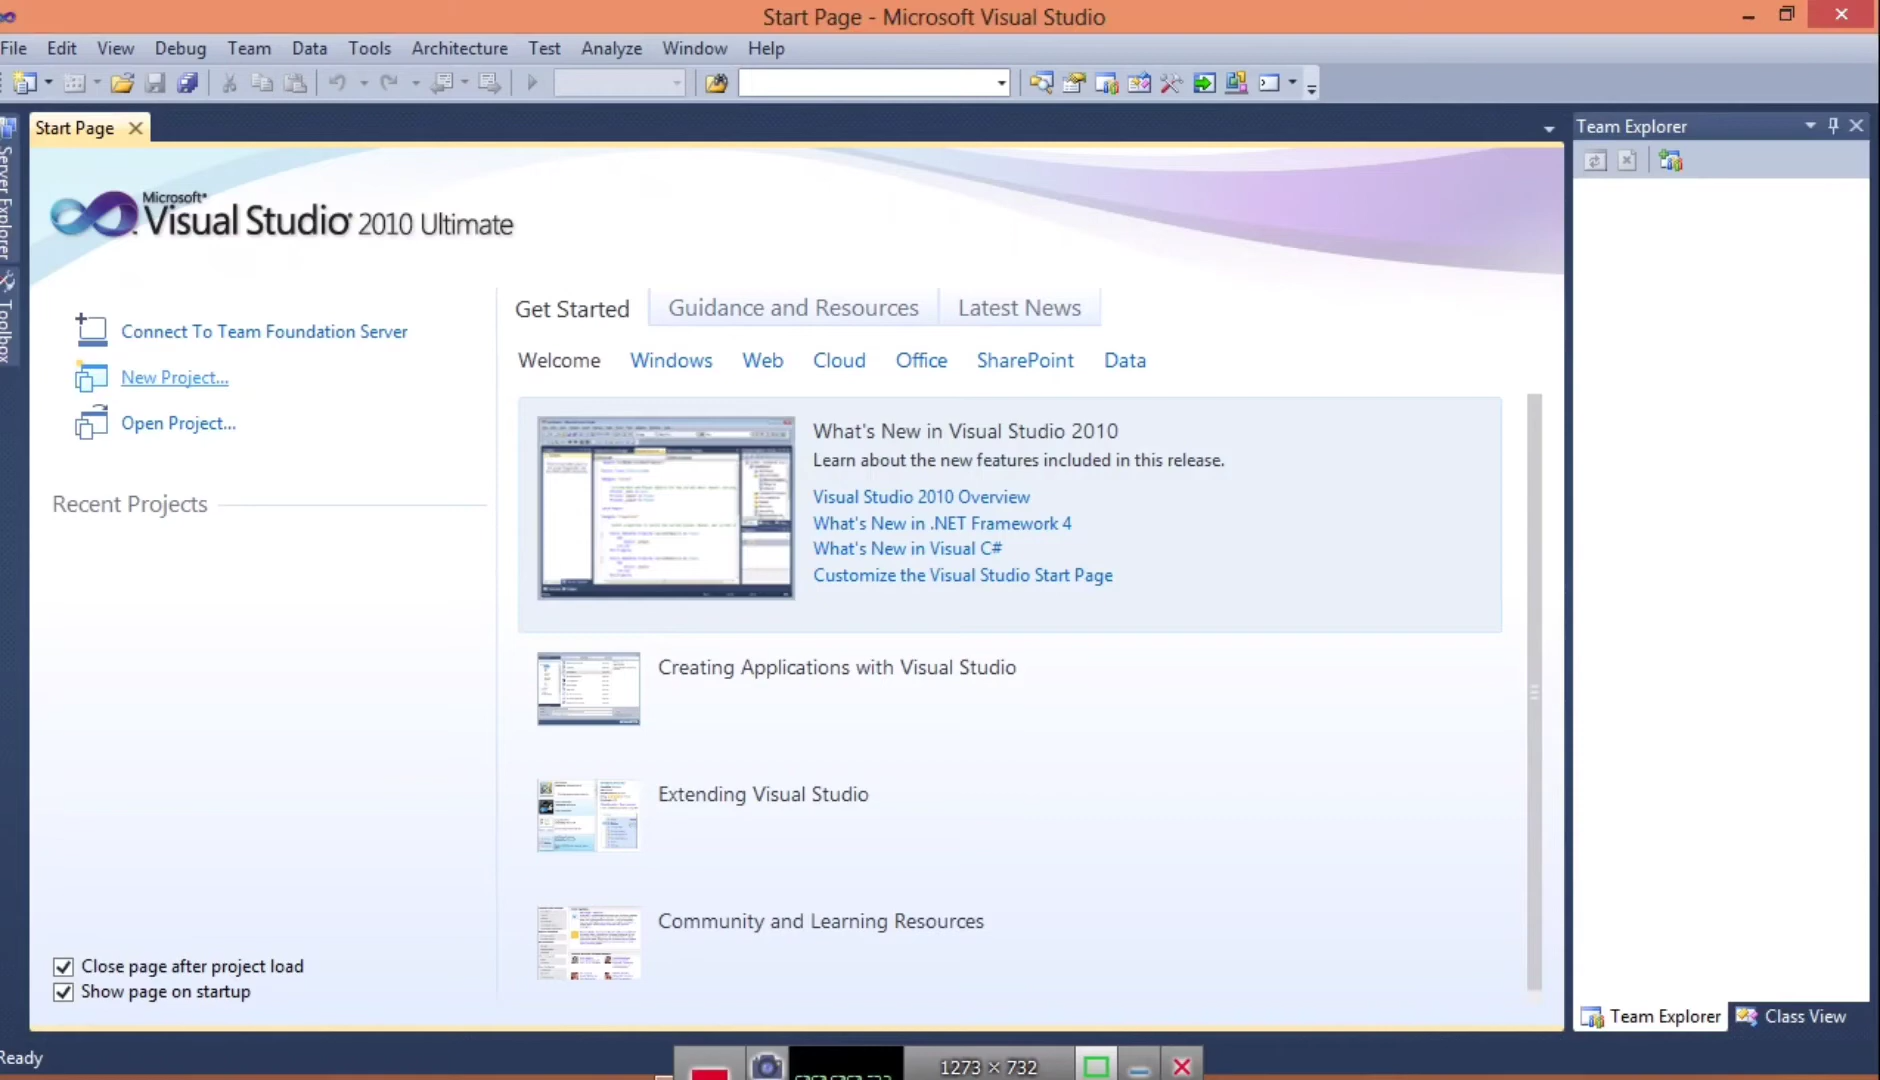 Start Page - Microsoft Visual Studio
File Edit View Debug Team Data Tools Architecture Test Analyze Window Help
Start Page
Team Explorer
Server Explorer
Toolbox
Microsoft
Visual Studio 2010 Ultimate
Connect To Team Foundation Server
New Project...
Open Project...
Recent Projects
Close page after project load
Show page on startup
Get Started Guidance and Resources Latest News
Welcome Windows Web Cloud Office SharePoint Data
What's New in Visual Studio 2010
Learn about the new features included in this release.
Visual Studio 2010 Overview
What's New in .NET Framework 4
What's New in Visual C#
Customize the Visual Studio Start Page
Creating Applications with Visual Studio
Extending Visual Studio
Community and Learning Resources
Team Explorer Class View
Ready
1273 × 732